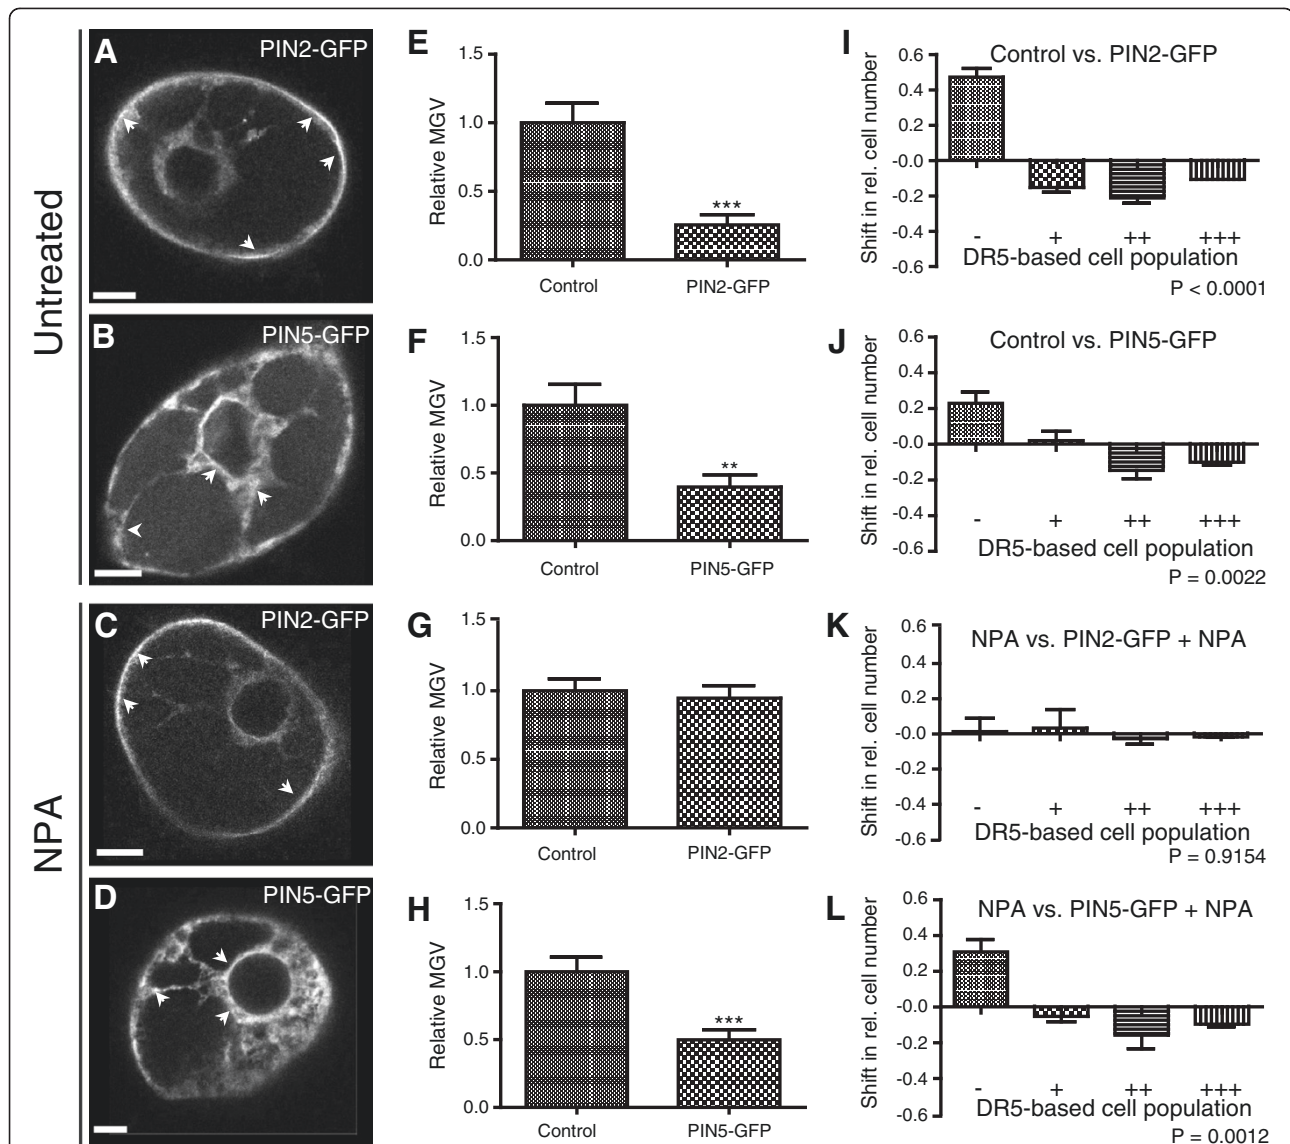 Untreated
NPA
A PIN2-GFP
B PIN5-GFP
C PIN2-GFP
D PIN5-GFP
E
1.5
1.0
0.5
0.0
Relative MGV
***
Control PIN2-GFP
F
1.5
1.0
0.5
0.0
Relative MGV
**
Control PIN5-GFP
G
1.5
1.0
0.5
0.0
Relative MGV
Control PIN2-GFP
H
1.5
1.0
0.5
0.0
Relative MGV
***
Control PIN5-GFP
I
Control vs. PIN2-GFP
0.6
0.4
0.2
-0.0
-0.2
-0.4
-0.6
Shift in rel. cell number
- + ++ +++
DR5-based cell population
P < 0.0001
J
Control vs. PIN5-GFP
0.6
0.4
0.2
-0.0
-0.2
-0.4
-0.6
Shift in rel. cell number
- + ++ +++
DR5-based cell population
P = 0.0022
K
NPA vs. PIN2-GFP + NPA
0.6
0.4
0.2
-0.0
-0.2
-0.4
-0.6
Shift in rel. cell number
- + ++ +++
DR5-based cell population
P = 0.9154
L
NPA vs. PIN5-GFP + NPA
0.6
0.4
0.2
-0.0
-0.2
-0.4
-0.6
Shift in rel. cell number
- + ++ +++
DR5-based cell population
P = 0.0012